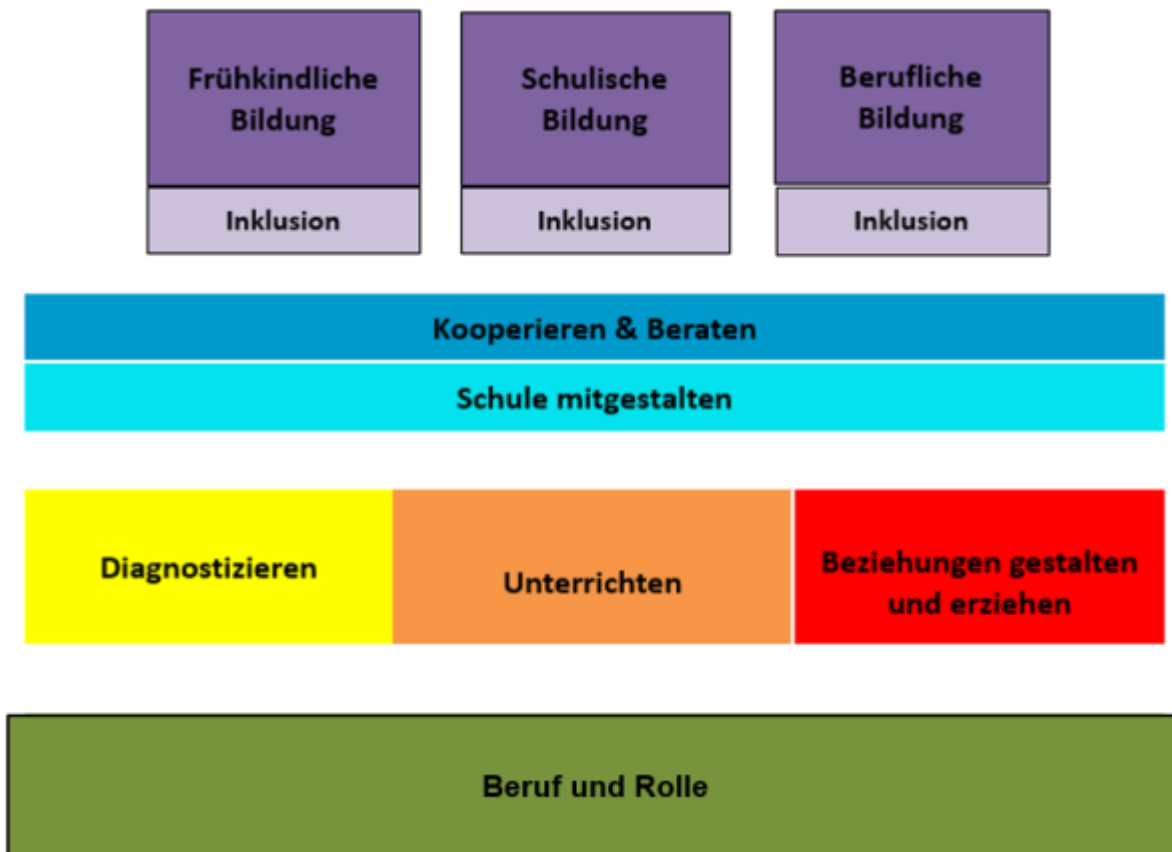 Frühkindliche
Bildung
Schulische
Bildung
Berufliche
Bildung
Inklusion
Inklusion
Inklusion
Kooperieren & Beraten
Schule mitgestalten
Diagnostizieren
Unterrichten
Beziehungen gestalten
und erziehen
Beruf und Rolle